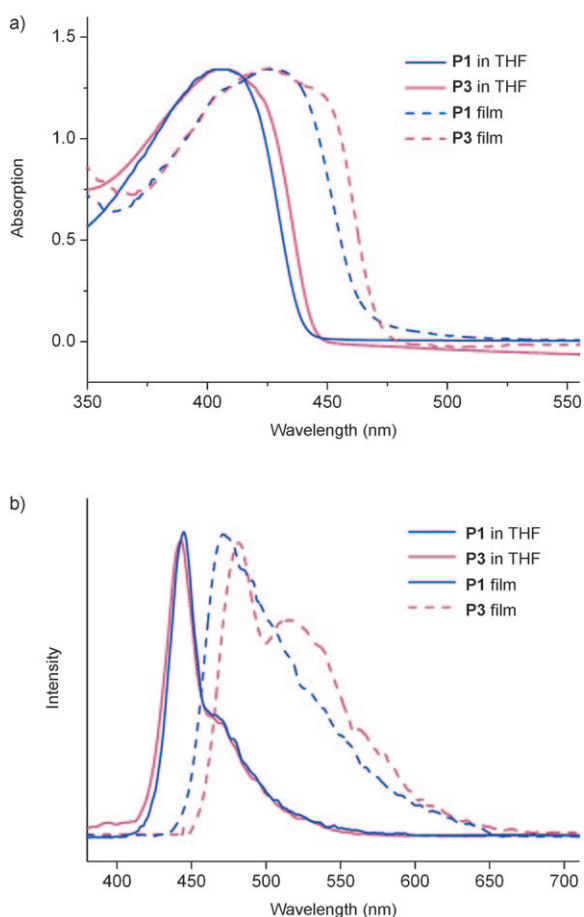 a)
1.5
P1 in THF
P3 in THF
P1 film
P3 film
1.0
Absorption
0.5
0.0
350 400 450 500 550
Wavelength (nm)
b)
P1 in THF
P3 in THF
P1 film
P3 film
Intensity
400 450 500 550 600 650 700
Wavelength (nm)